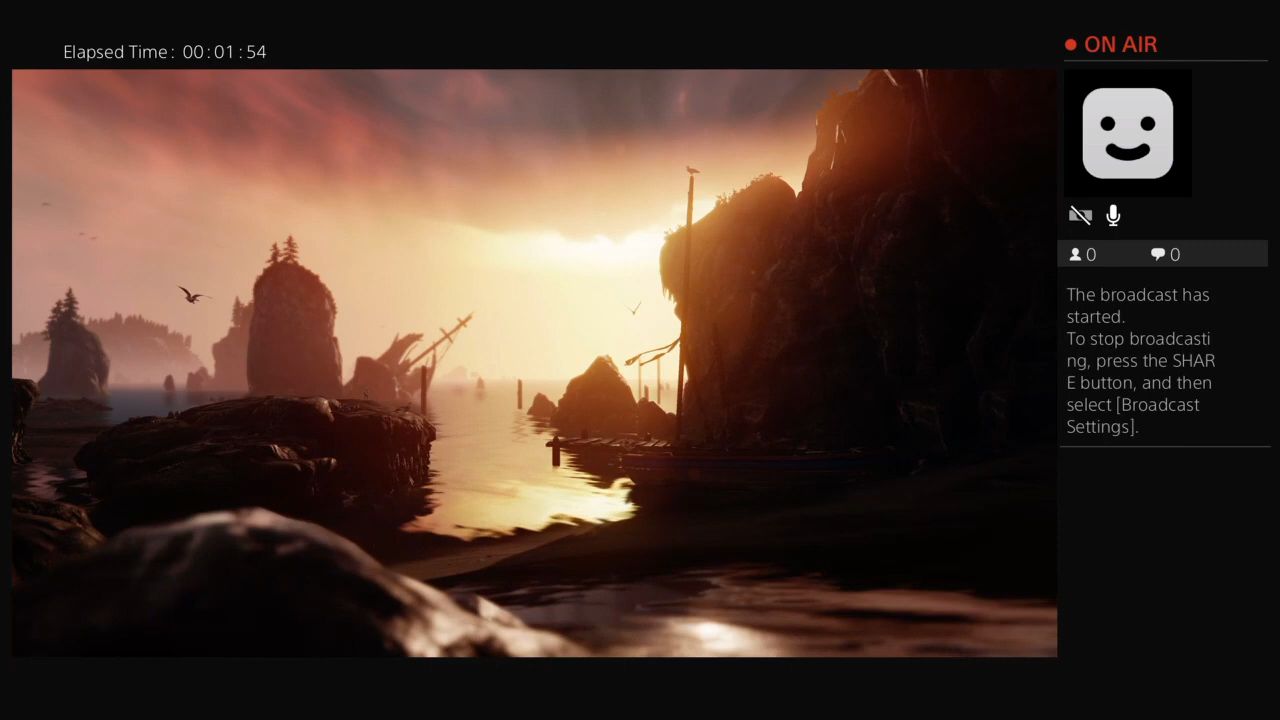 Elapsed Time: 00:01:54
ON AIR
0 0
The broadcast has
started.
To stop broadcasti
ng, press the SHAR
E button, and then
select [Broadcast
Settings].